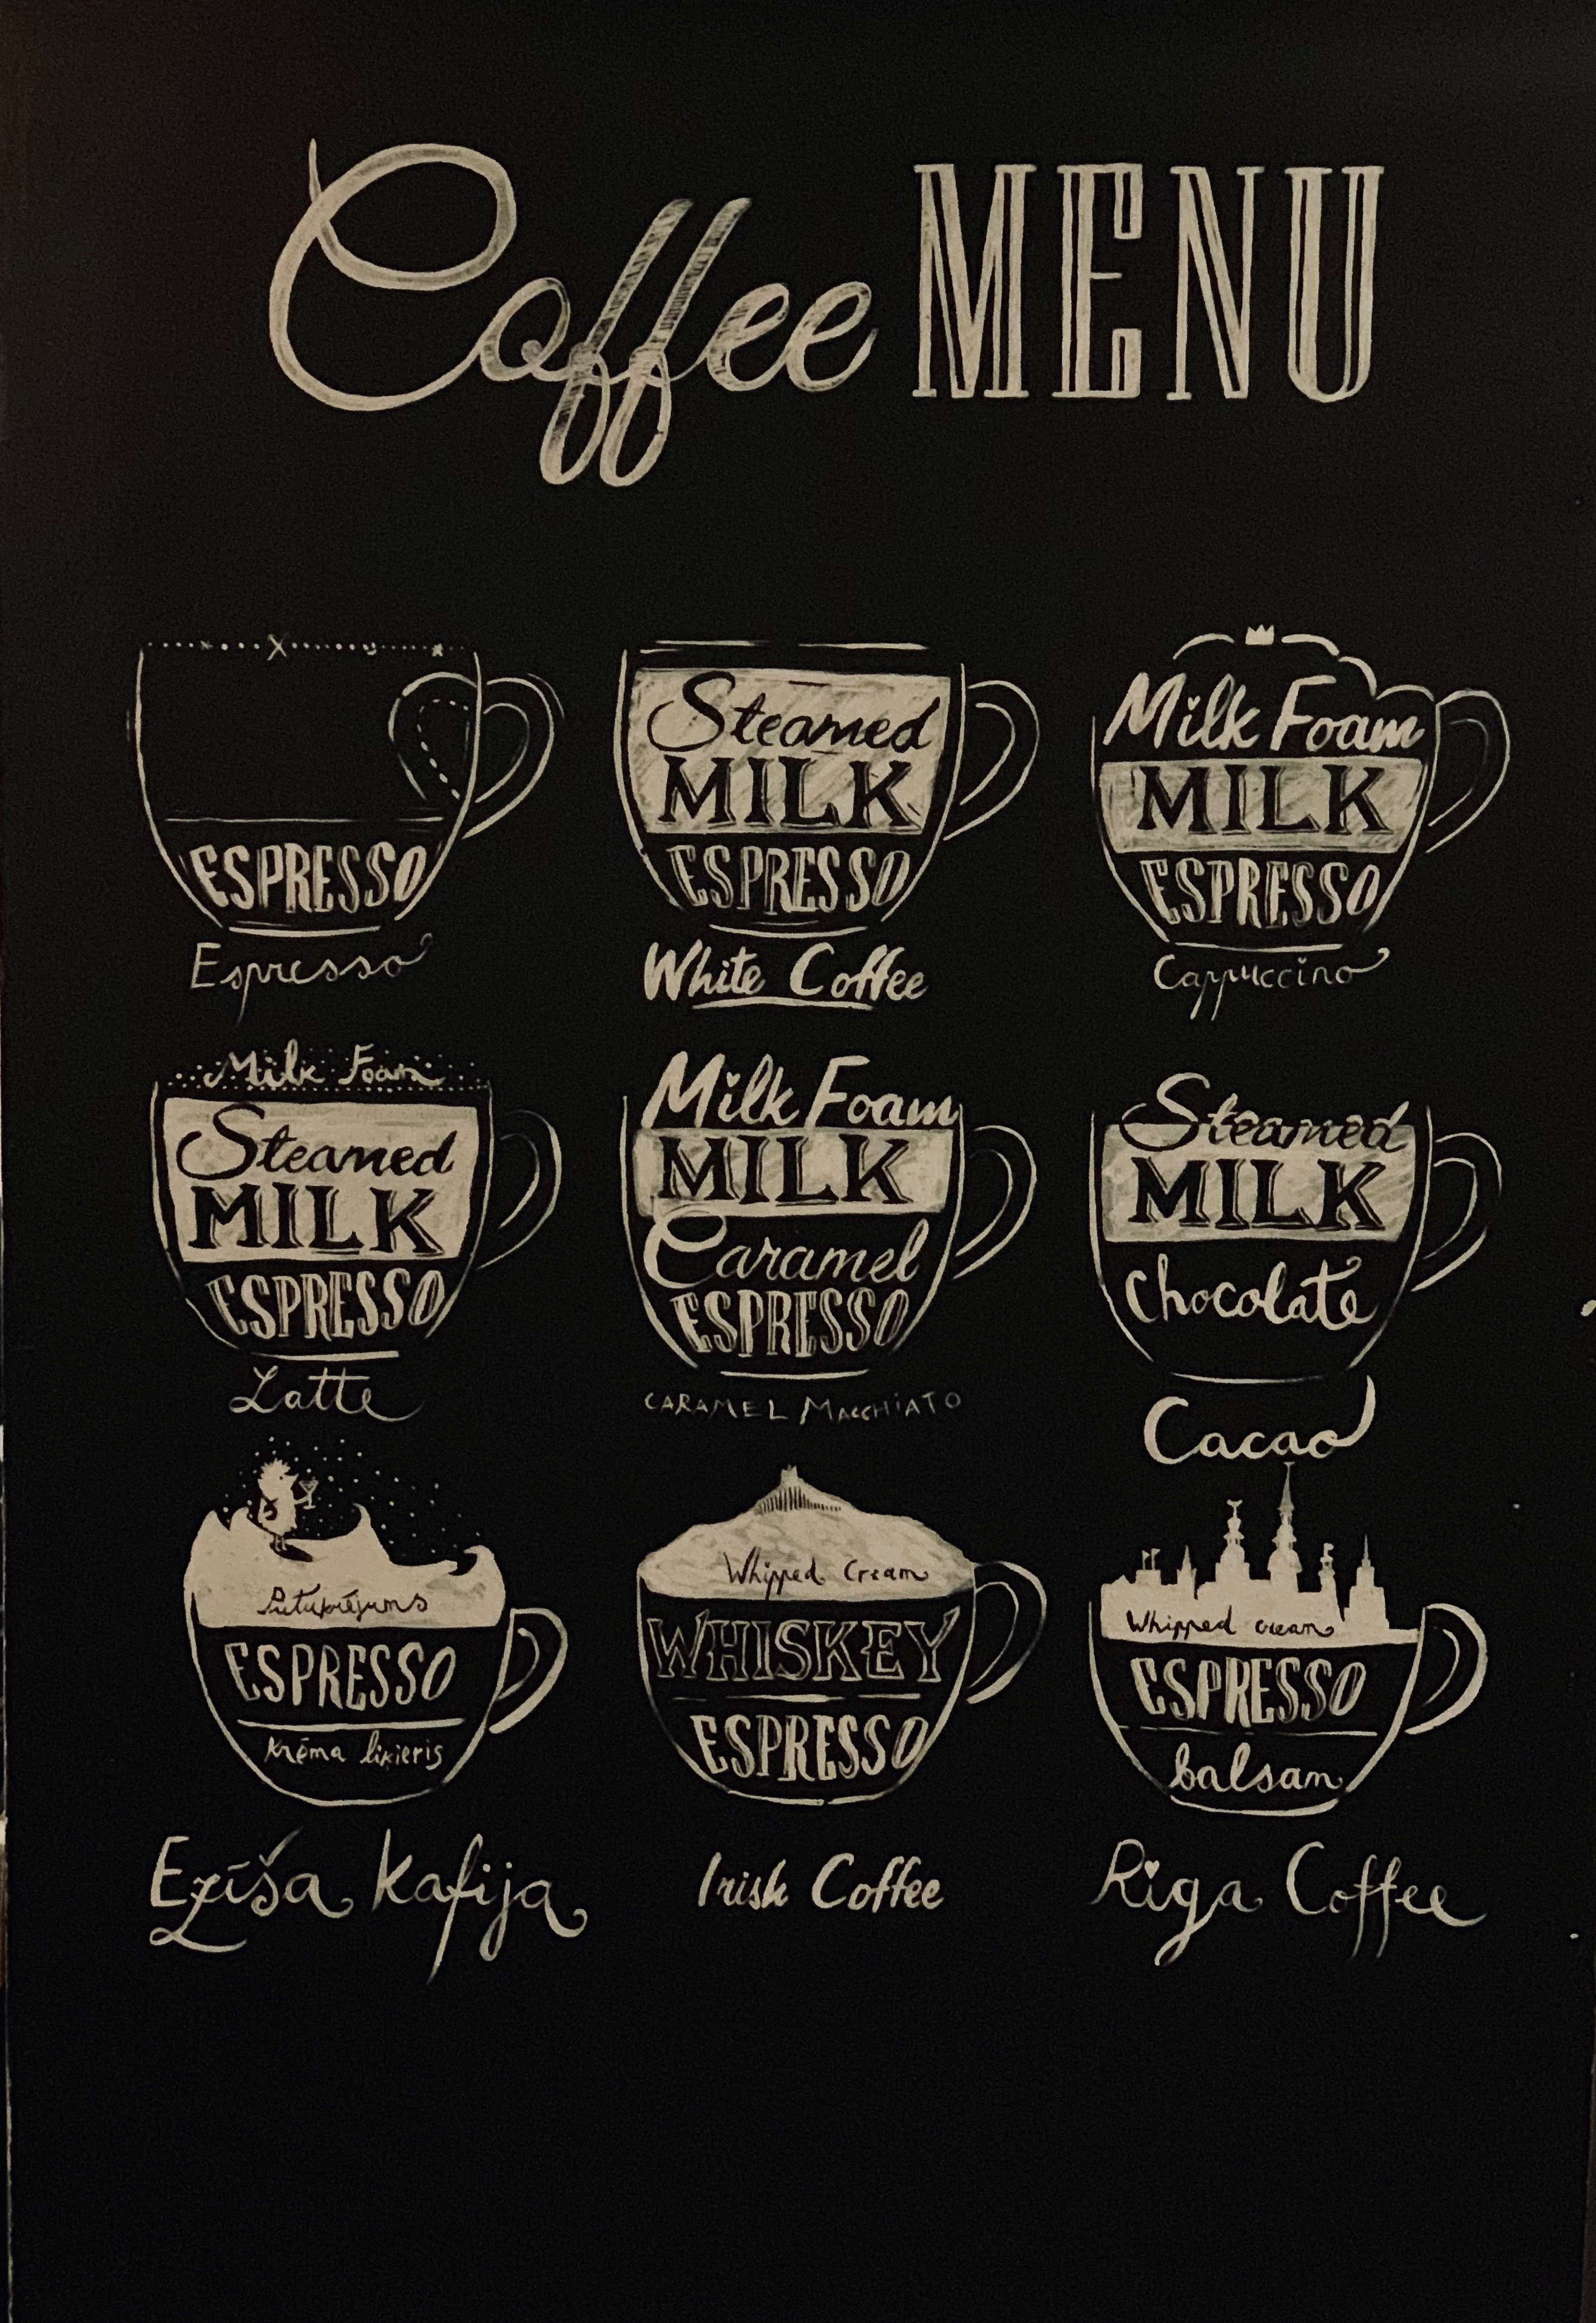 Coffee MENU
ESPRESSO
Espresso
Steamed
MILK
ESPRESSO
White Coffee
Milk Foam
MILK
ESPRESSO
Cappuccino
Milk Foam
Steamed
MILK
ESPRESSO
Latte
Milk Foam
MILK
Caramel
ESPRESSO
CARAMEL MACCHIATO
Steamed
MILK
chocolate
Cacao
Putukrējums
ESPRESSO
Krēma liķieris
Ezīša kafija
Whipped Cream
WHISKEY
ESPRESSO
Irish Coffee
Whipped cream
ESPRESSO
balsam
Riga Coffee